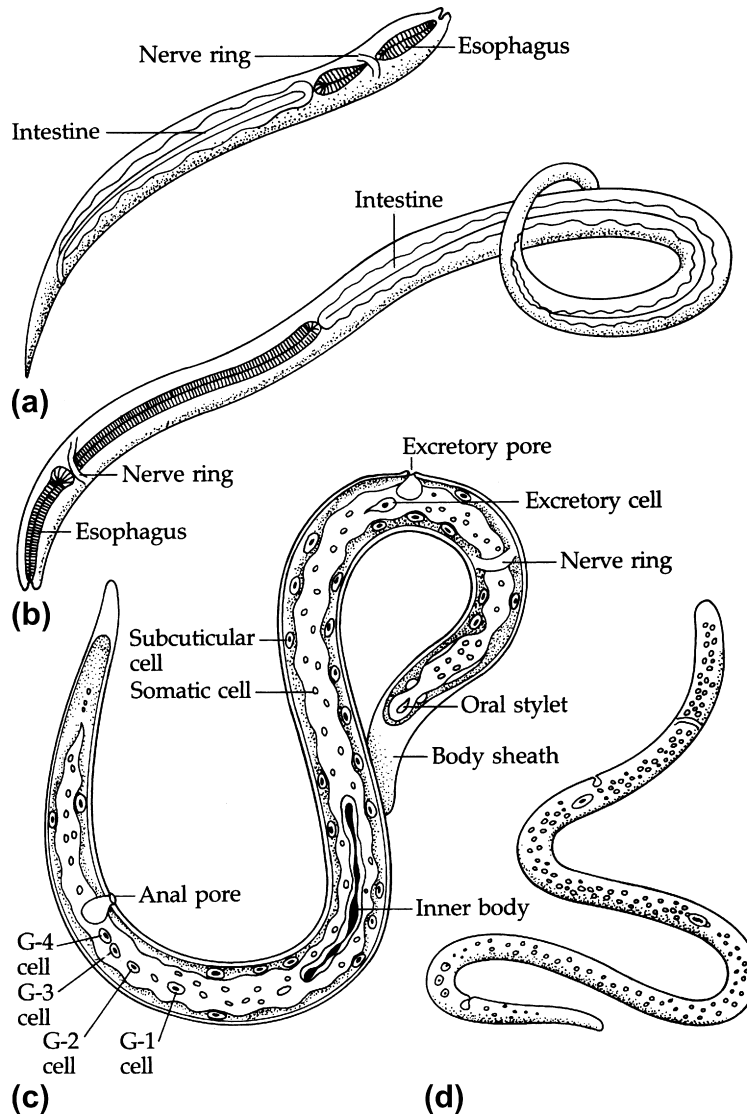 Nerve ring
Esophagus
Intestine
(a)
Intestine
Nerve ring
Esophagus
(b)
Excretory pore
Excretory cell
Nerve ring
Subcuticular
cell
Somatic cell
Oral stylet
Body sheath
Anal pore
Inner body
G-4
cell
G-3
cell
G-2
cell
G-1
cell
(c)
(d)